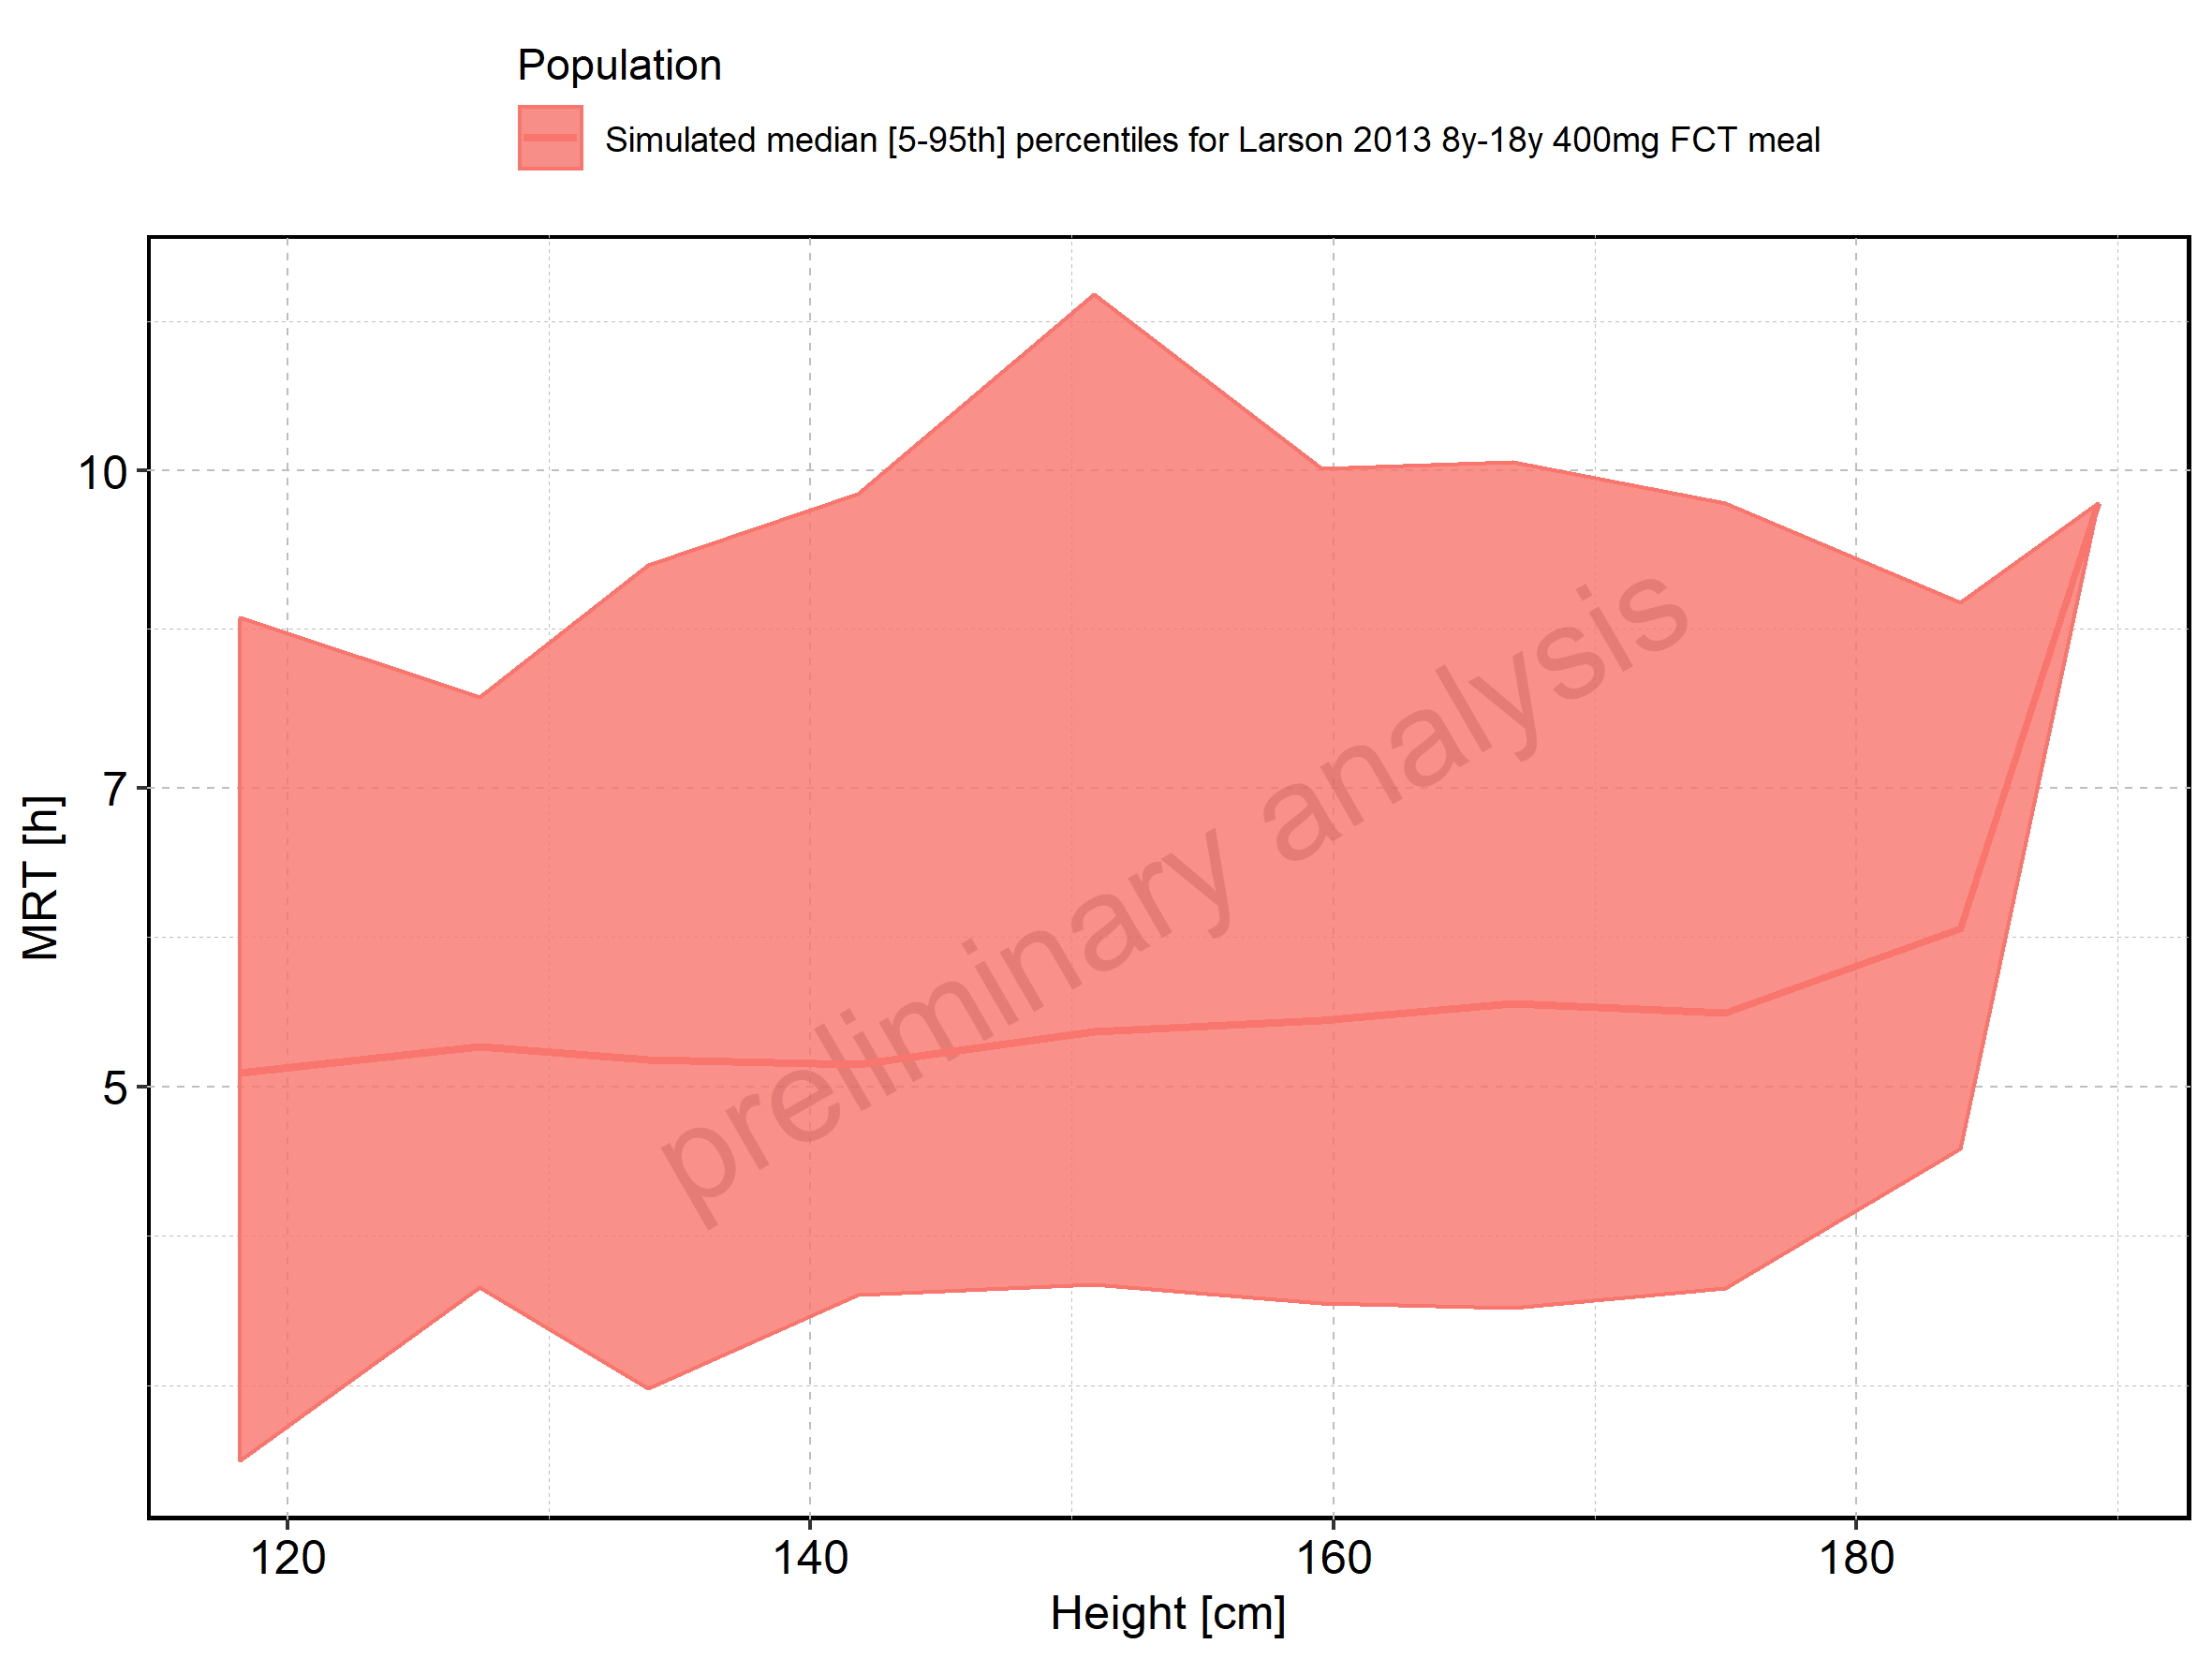 Population
Simulated median [5-95th] percentiles for Larson 2013 8y-18y 400mg FCT meal
10
7
5
MRT [h]
preliminary analysis
120 140 160 180
Height [cm]